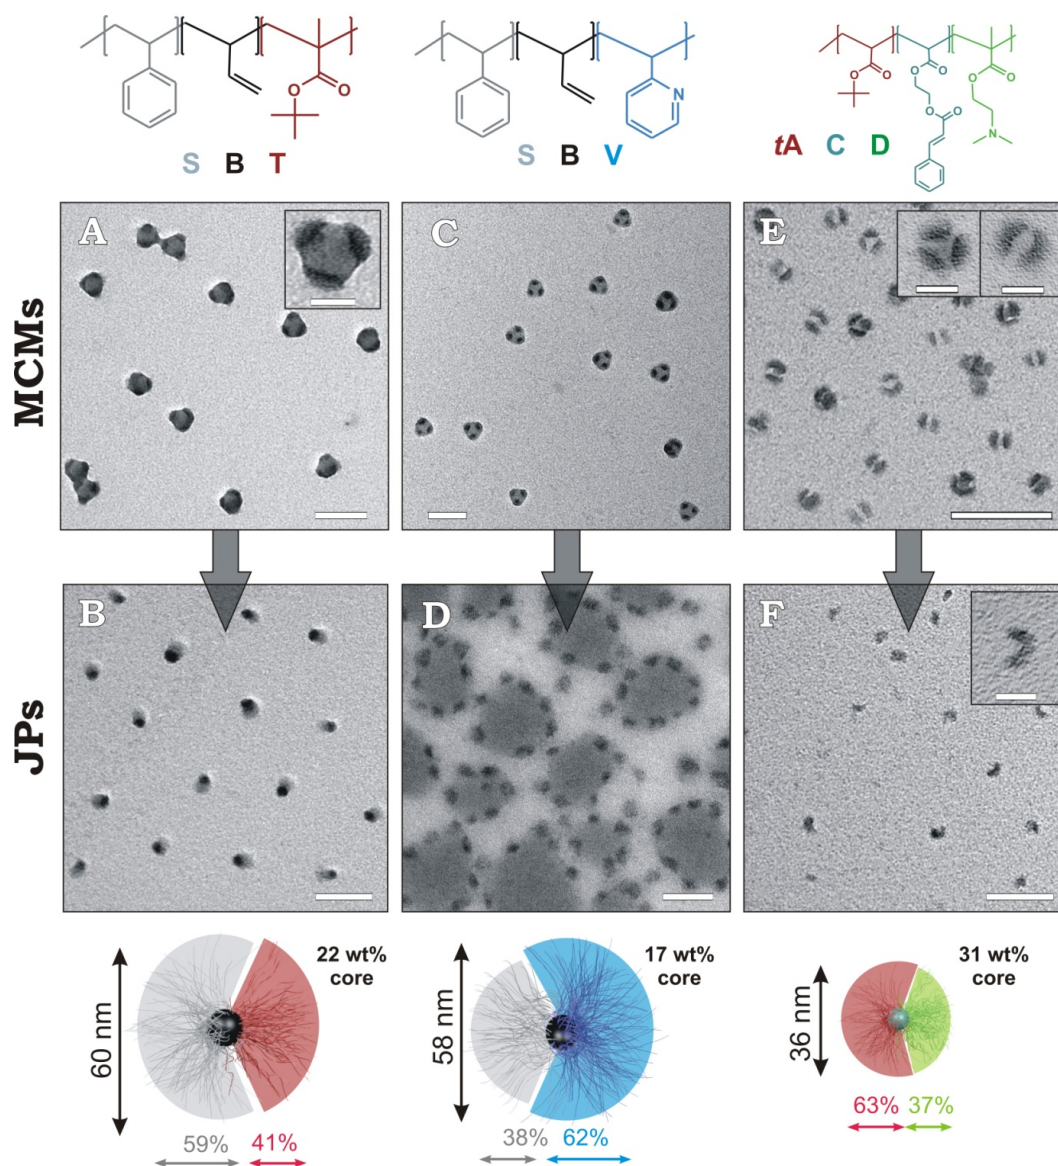 O
O
N
O
O
O
O
O
O
O
O
N
S B T
S B V
tA C D
MCMs
A
C
E
JPs
B
D
F
60 nm
22 wt%
core
58 nm
17 wt%
core
36 nm
31 wt%
core
59% 41%
38% 62%
63% 37%